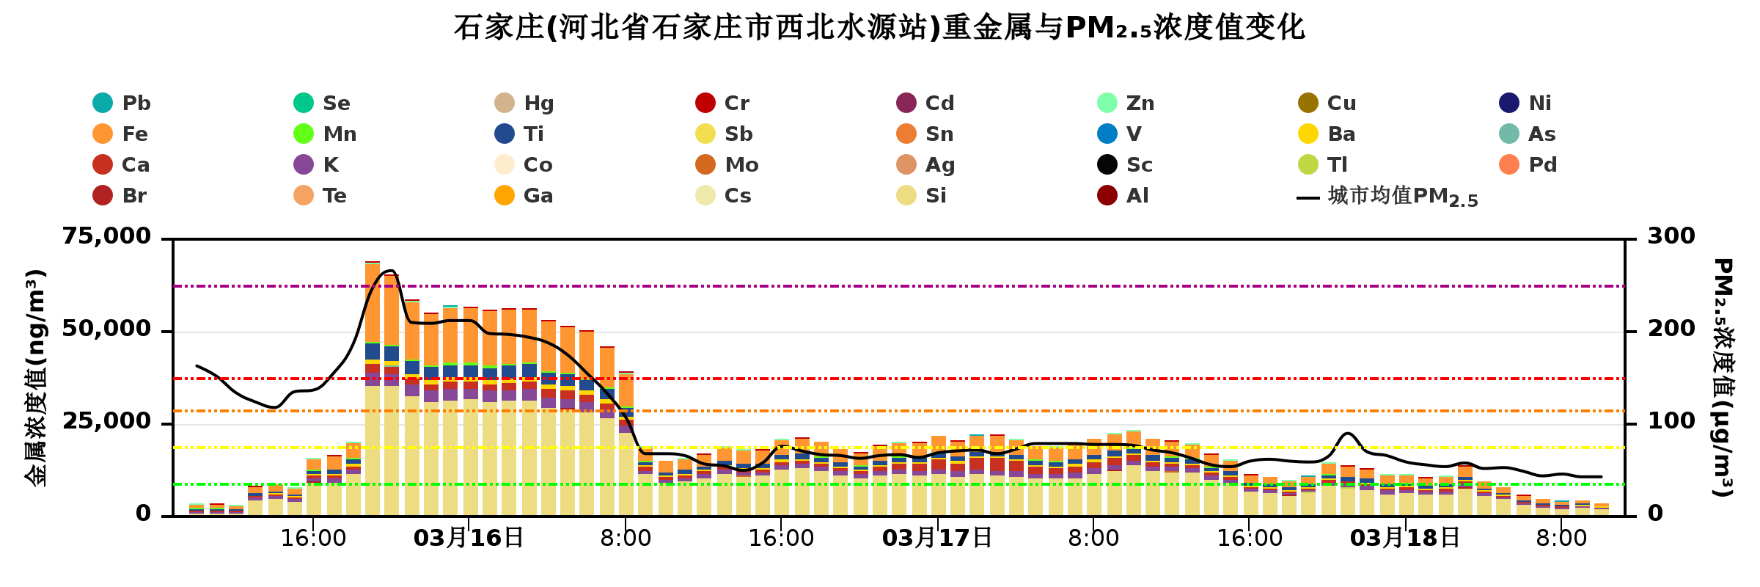 石家庄(河北省石家庄市西北水源站)重金属与PM₂.₅浓度值变化
Pb Se Hg Cr Cd Zn Cu Ni
Fe Mn Ti Sb Sn V Ba As
Ca K Co Mo Ag Sc Tl Pd
Br Te Ga Cs Si Al 城市均值PM2.5
金属浓度值(ng/m³)
75,000
50,000
25,000
0
300
200
100
0
PM₂.₅浓度值(μg/m³)
16:00 03月16日 8:00 16:00 03月17日 8:00 16:00 03月18日 8:00